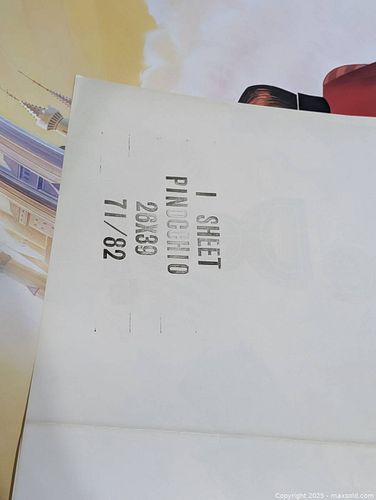 1 SHEET
PINOCCHIO
26X39
71/82
Copyright 2025 - maxsold.com